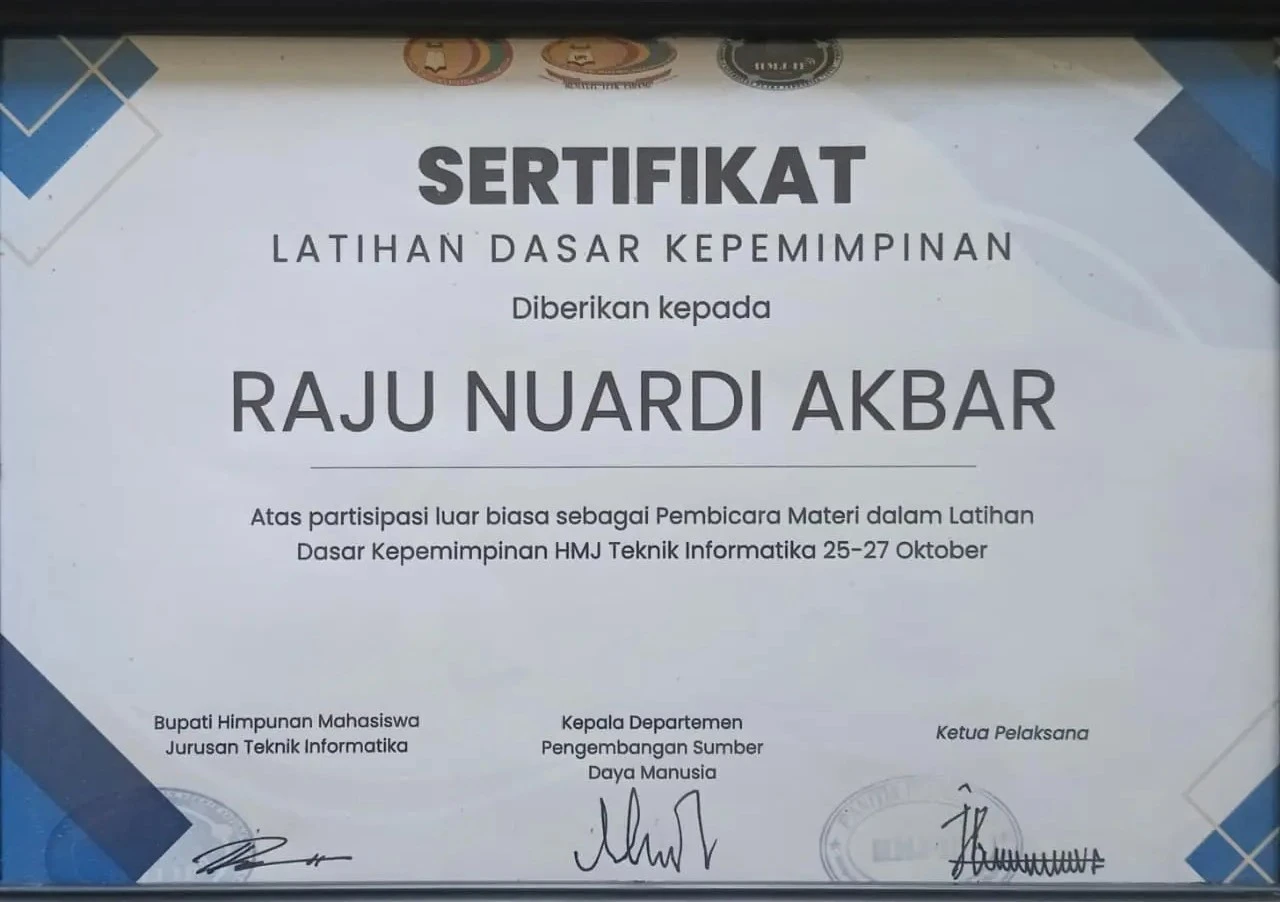 SERTIFIKAT
LATIHAN DASAR KEPEMIMPINAN
Diberikan kepada
RAJU NUARDI AKBAR
Atas partisipasi luar biasa sebagai Pembicara Materi dalam Latihan
Dasar Kepemimpinan HMJ Teknik Informatika 25-27 Oktober
Bupati Himpunan Mahasiswa
Jurusan Teknik Informatika
Kepala Departemen
Pengembangan Sumber
Daya Manusia
Ketua Pelaksana